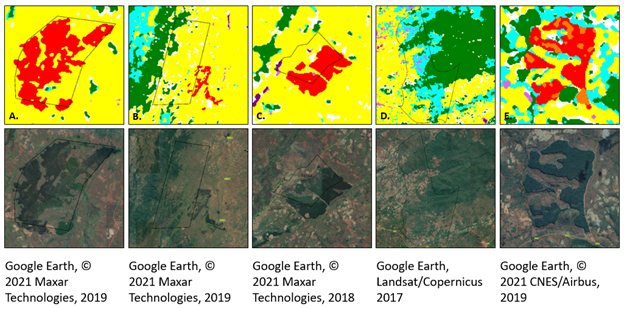 A.
B.
C.
D.
E.
Google Earth, ©
2021 Maxar
Technologies, 2019
Google Earth, ©
2021 Maxar
Technologies, 2019
Google Earth, ©
2021 Maxar
Technologies, 2018
Google Earth,
Landsat/Copernicus
2017
Google Earth, ©
2021 CNES/Airbus,
2019